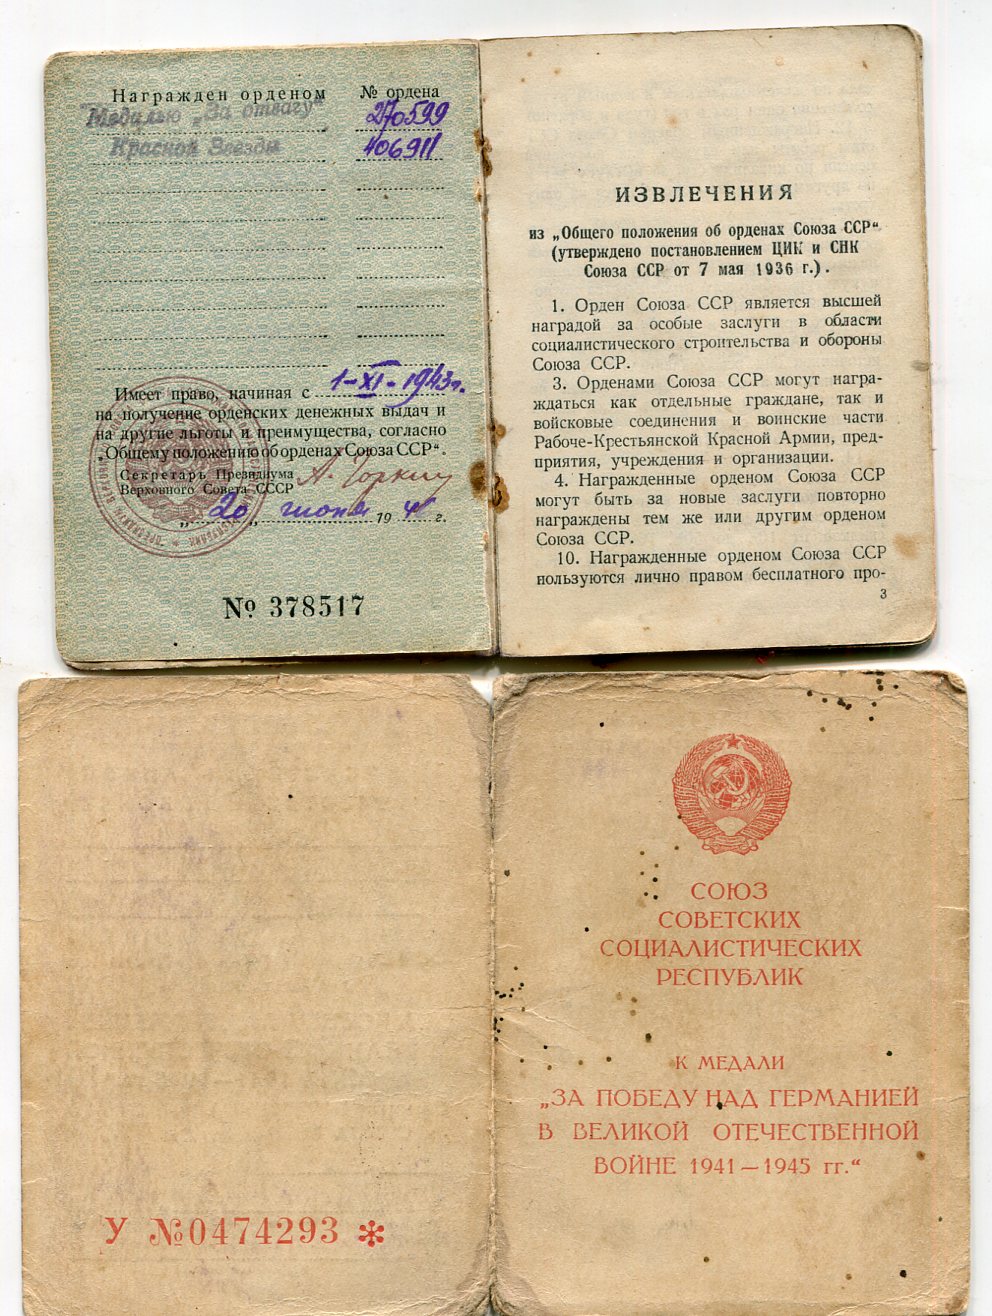 Награжден орденом № ордена
Медалью „За отвагу" 270599
Красной Звезды 406911
Имеет право, начиная с 1-XI-1943г.
на получение орденских денежных выдач и
на другие льготы и преимущества, согласно
„Общему положению об орденах Союза ССР".
Секретарь Президиума
Верховного Совета СССР А. Горкин
„20„ июня 19 г.
№ 378517
ИЗВЛЕЧЕНИЯ
из „Общего положения об орденах Союза ССР"
(утверждено постановлением ЦИК и СНК
Союза ССР от 7 мая 1936 г.).
1. Орден Союза ССР является высшей
наградой за особые заслуги в области
социалистического строительства и обороны
Союза ССР.
3. Орденами Союза ССР могут награ-
ждаться как отдельные граждане, так и
войсковые соединения и воинские части
Рабоче-Крестьянской Красной Армии, пред-
приятия, учреждения и организации.
4. Награжденные орденом Союза ССР
могут быть за новые заслуги повторно
награждены тем же или другим орденом
Союза ССР.
10. Награжденные орденом Союза ССР
пользуются лично правом бесплатного про-
3
СОЮЗ
СОВЕТСКИХ
СОЦИАЛИСТИЧЕСКИХ
РЕСПУБЛИК
К МЕДАЛИ
„ЗА ПОБЕДУ НАД ГЕРМАНИЕЙ
В ВЕЛИКОЙ ОТЕЧЕСТВЕННОЙ
ВОЙНЕ 1941—1945 гг."
У №0474293 *